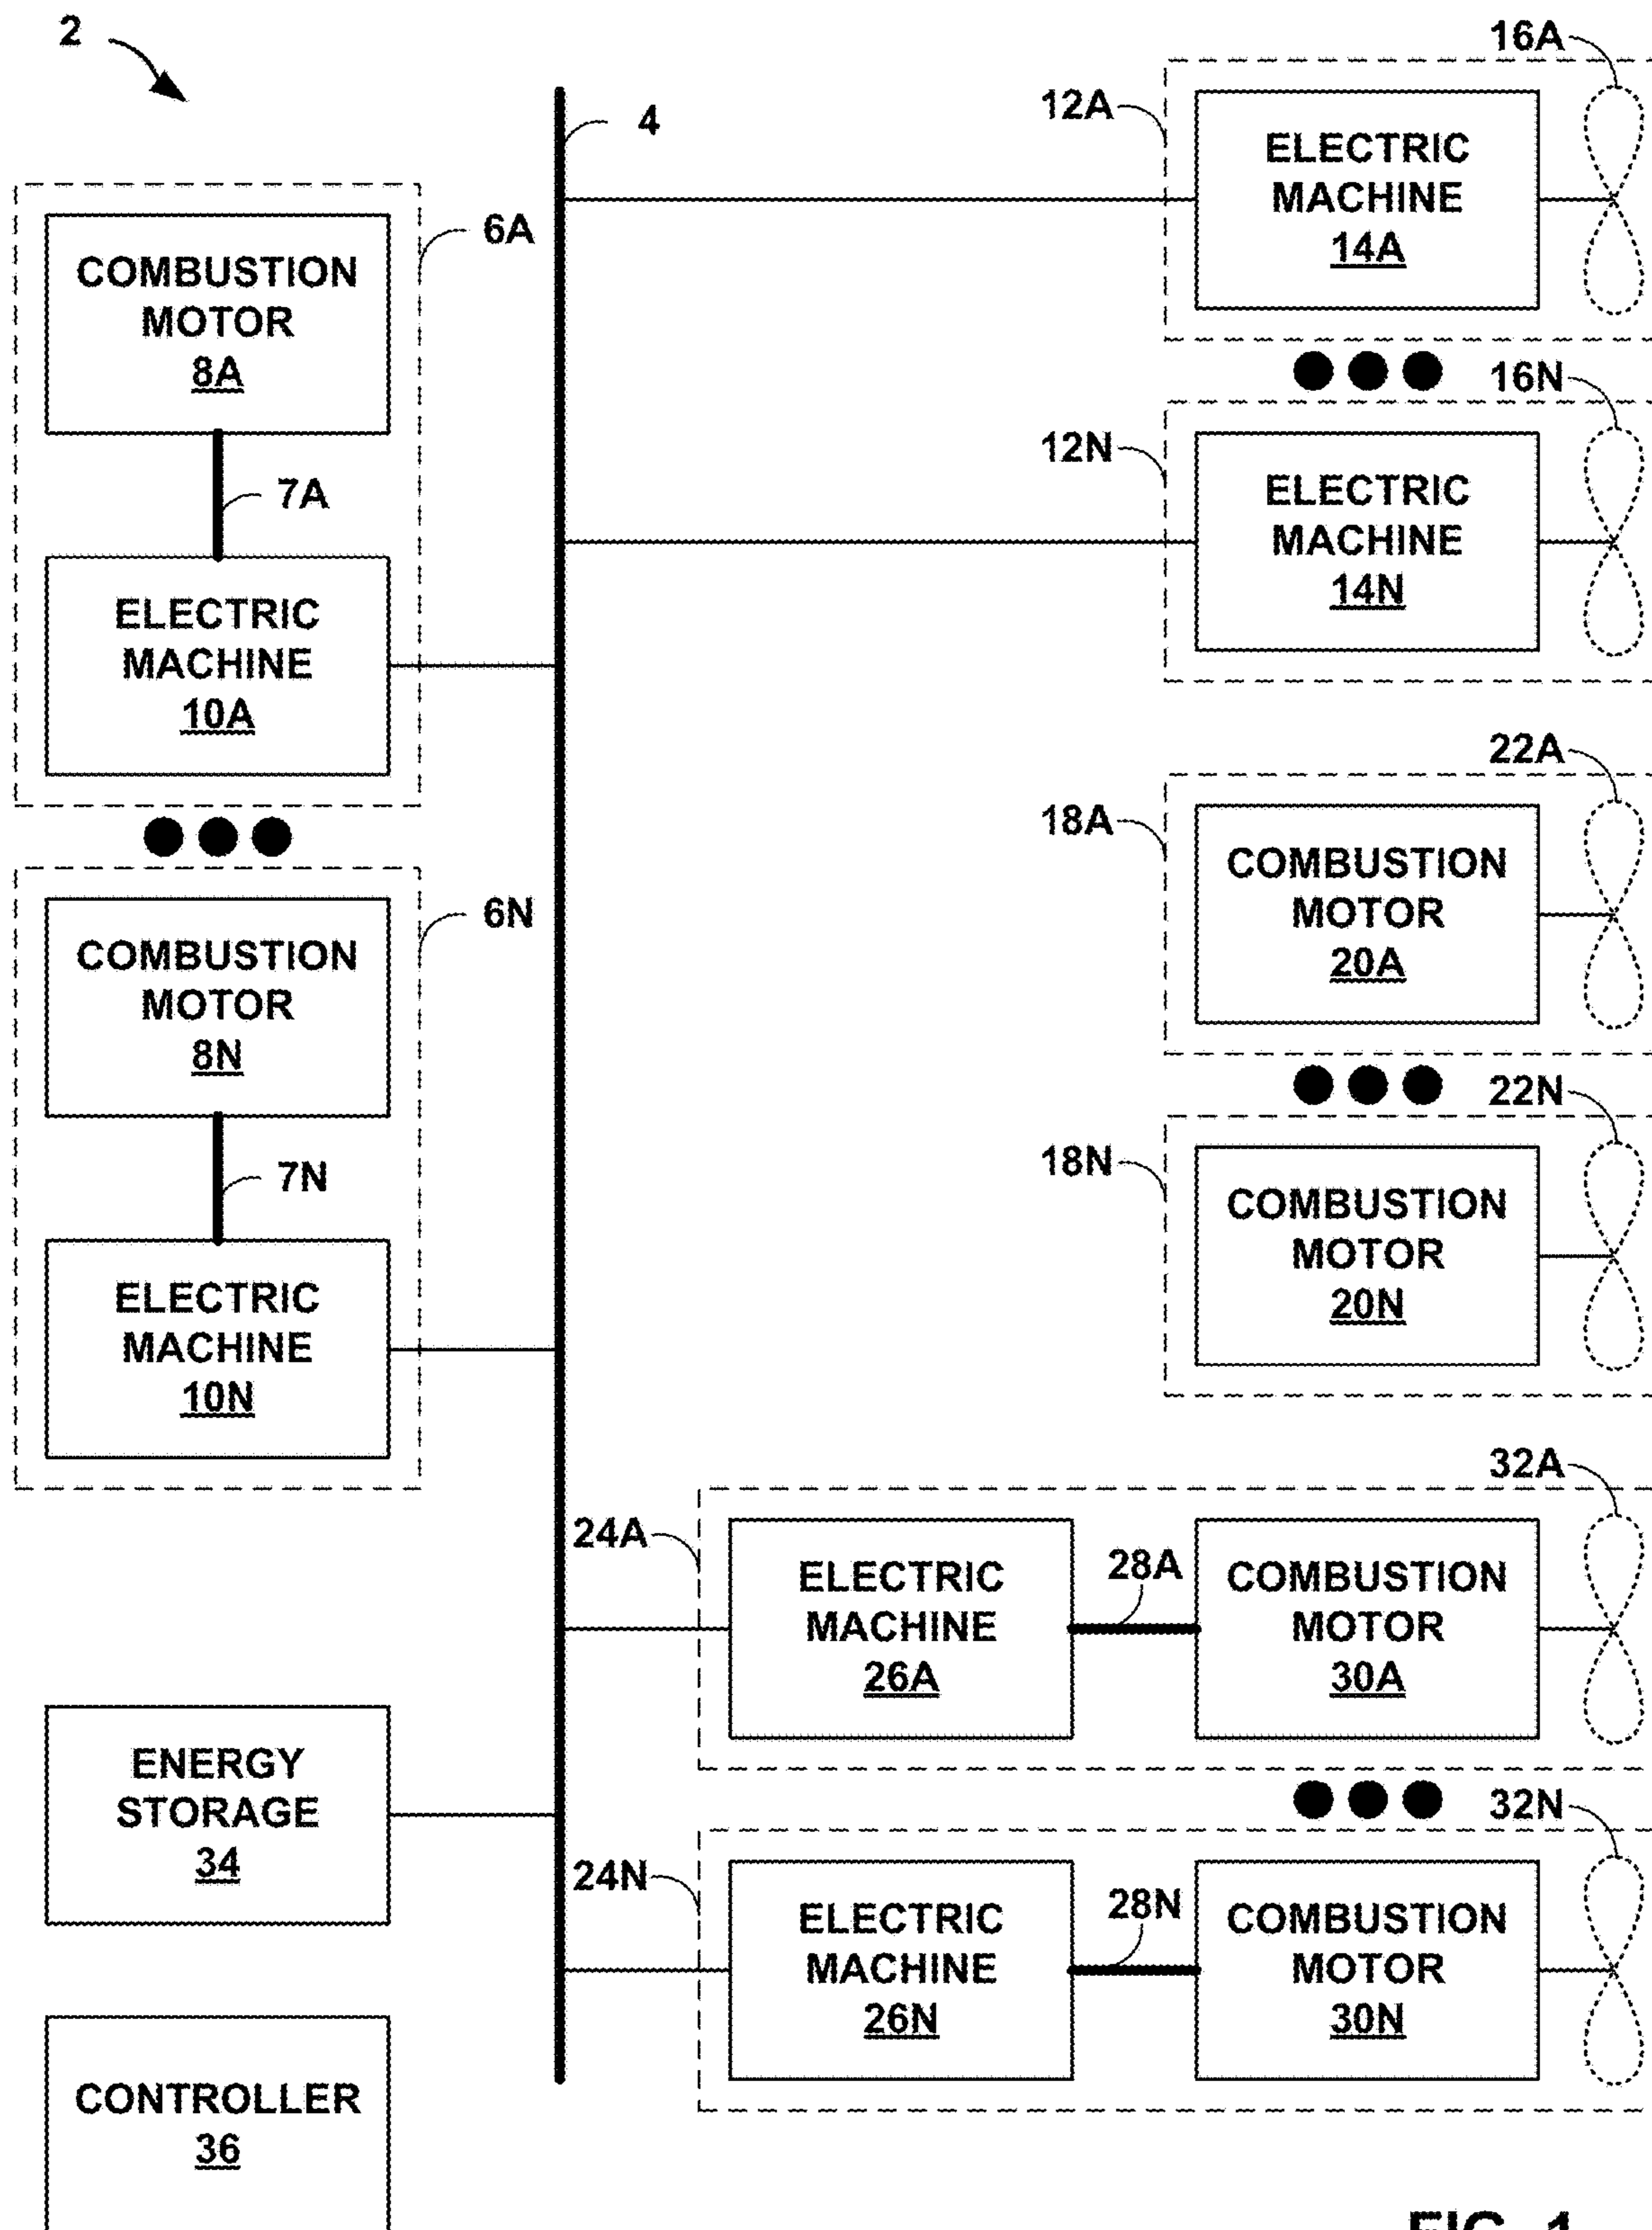 2
4
6A
COMBUSTION
MOTOR
8A
7A
ELECTRIC
MACHINE
10A
6N
COMBUSTION
MOTOR
8N
7N
ELECTRIC
MACHINE
10N
ENERGY
STORAGE
34
CONTROLLER
36
16A
12A
ELECTRIC
MACHINE
14A
16N
12N
ELECTRIC
MACHINE
14N
22A
18A
COMBUSTION
MOTOR
20A
22N
18N
COMBUSTION
MOTOR
20N
32A
24A
ELECTRIC
MACHINE
26A
28A
COMBUSTION
MOTOR
30A
32N
24N
ELECTRIC
MACHINE
26N
28N
COMBUSTION
MOTOR
30N
FIG. 1